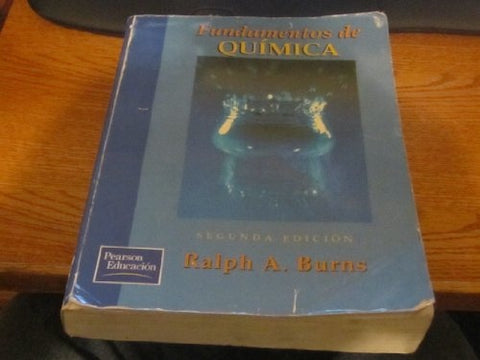 Fundamentos de
QUÍMICA
SEGUNDA EDICIÓN
Pearson
Educación
Ralph A. Burns